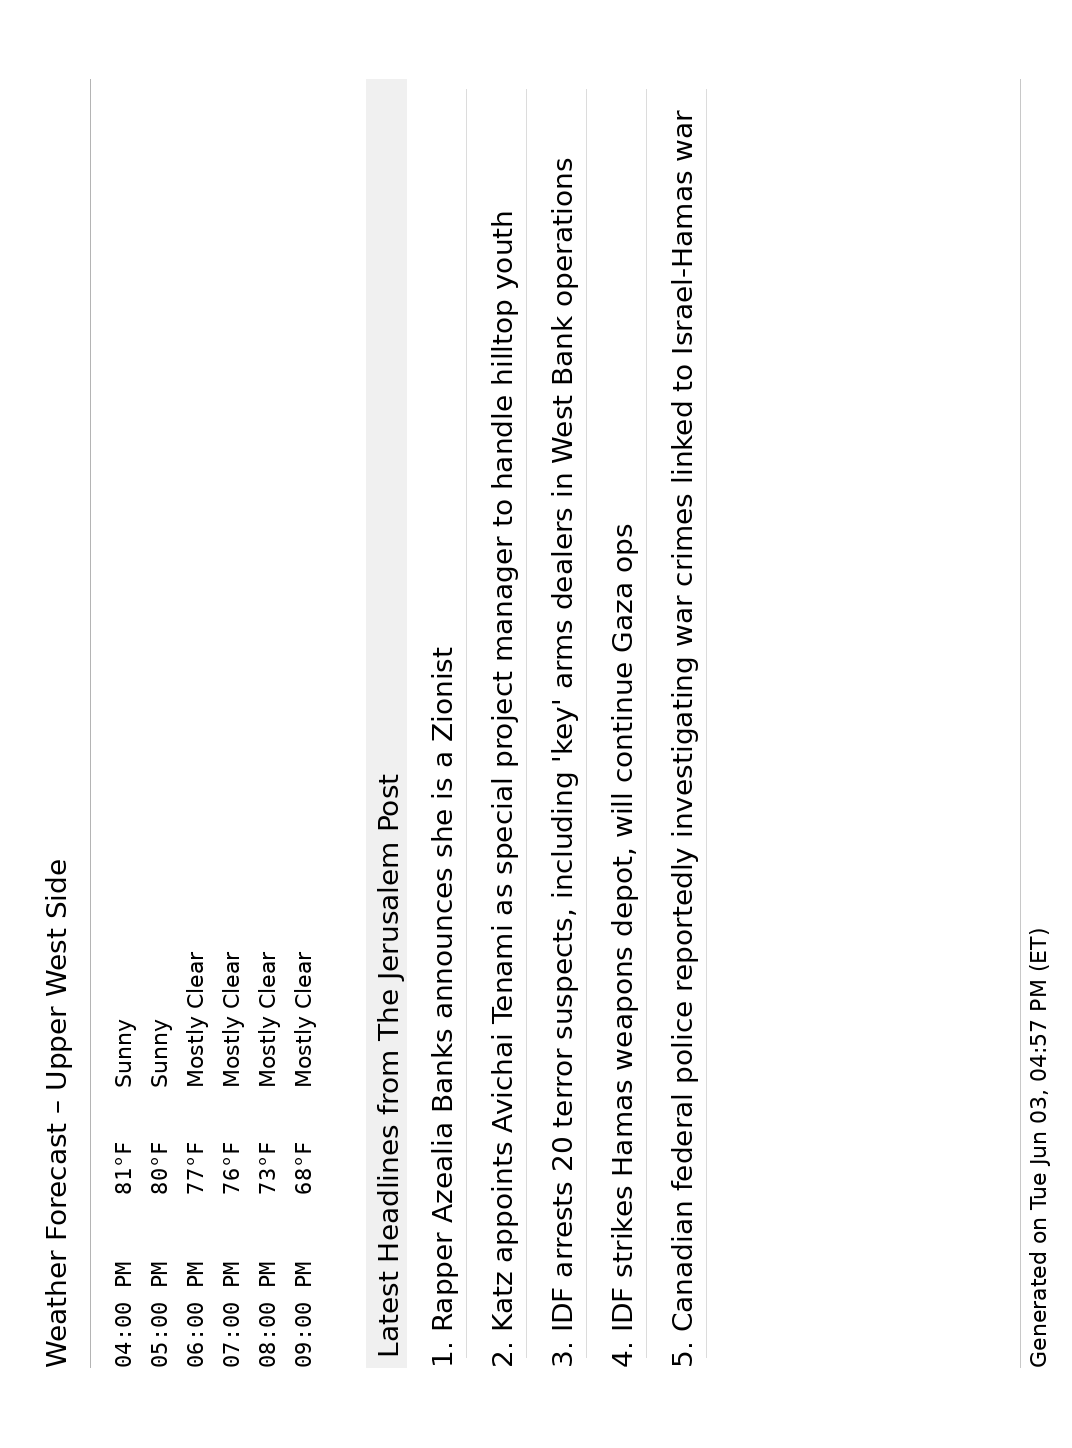 Weather Forecast – Upper West Side
04:00 PM 81°F Sunny
05:00 PM 80°F Sunny
06:00 PM 77°F Mostly Clear
07:00 PM 76°F Mostly Clear
08:00 PM 73°F Mostly Clear
09:00 PM 68°F Mostly Clear
Latest Headlines from The Jerusalem Post
1. Rapper Azealia Banks announces she is a Zionist
2. Katz appoints Avichai Tenami as special project manager to handle hilltop youth
3. IDF arrests 20 terror suspects, including 'key' arms dealers in West Bank operations
4. IDF strikes Hamas weapons depot, will continue Gaza ops
5. Canadian federal police reportedly investigating war crimes linked to Israel-Hamas war
Generated on Tue Jun 03, 04:57 PM (ET)